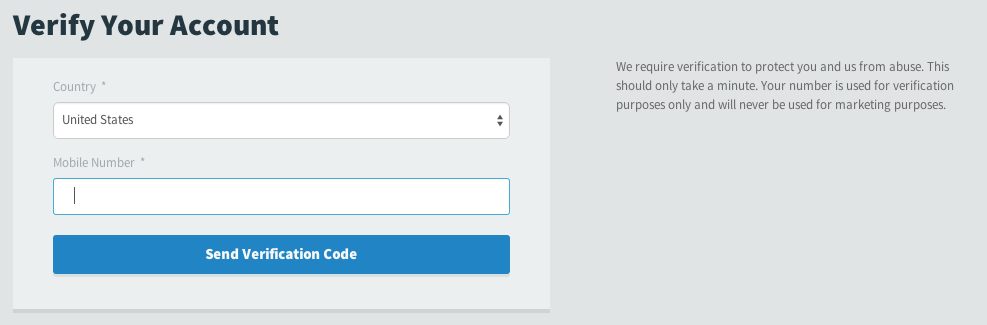 Verify Your Account
Country *
United States
Mobile Number *
Send Verification Code
We require verification to protect you and us from abuse. This
should only take a minute. Your number is used for verification
purposes only and will never be used for marketing purposes.